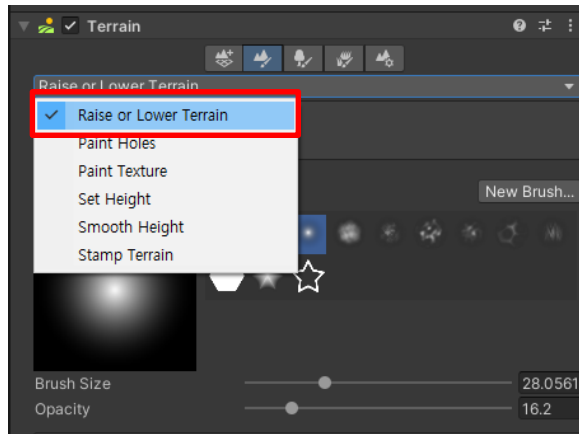 Terrain
Raise or Lower Terrain
Raise or Lower Terrain
Paint Holes
Paint Texture
Set Height
Smooth Height
Stamp Terrain
New Brush...
Brush Size 28.0561
Opacity 16.2